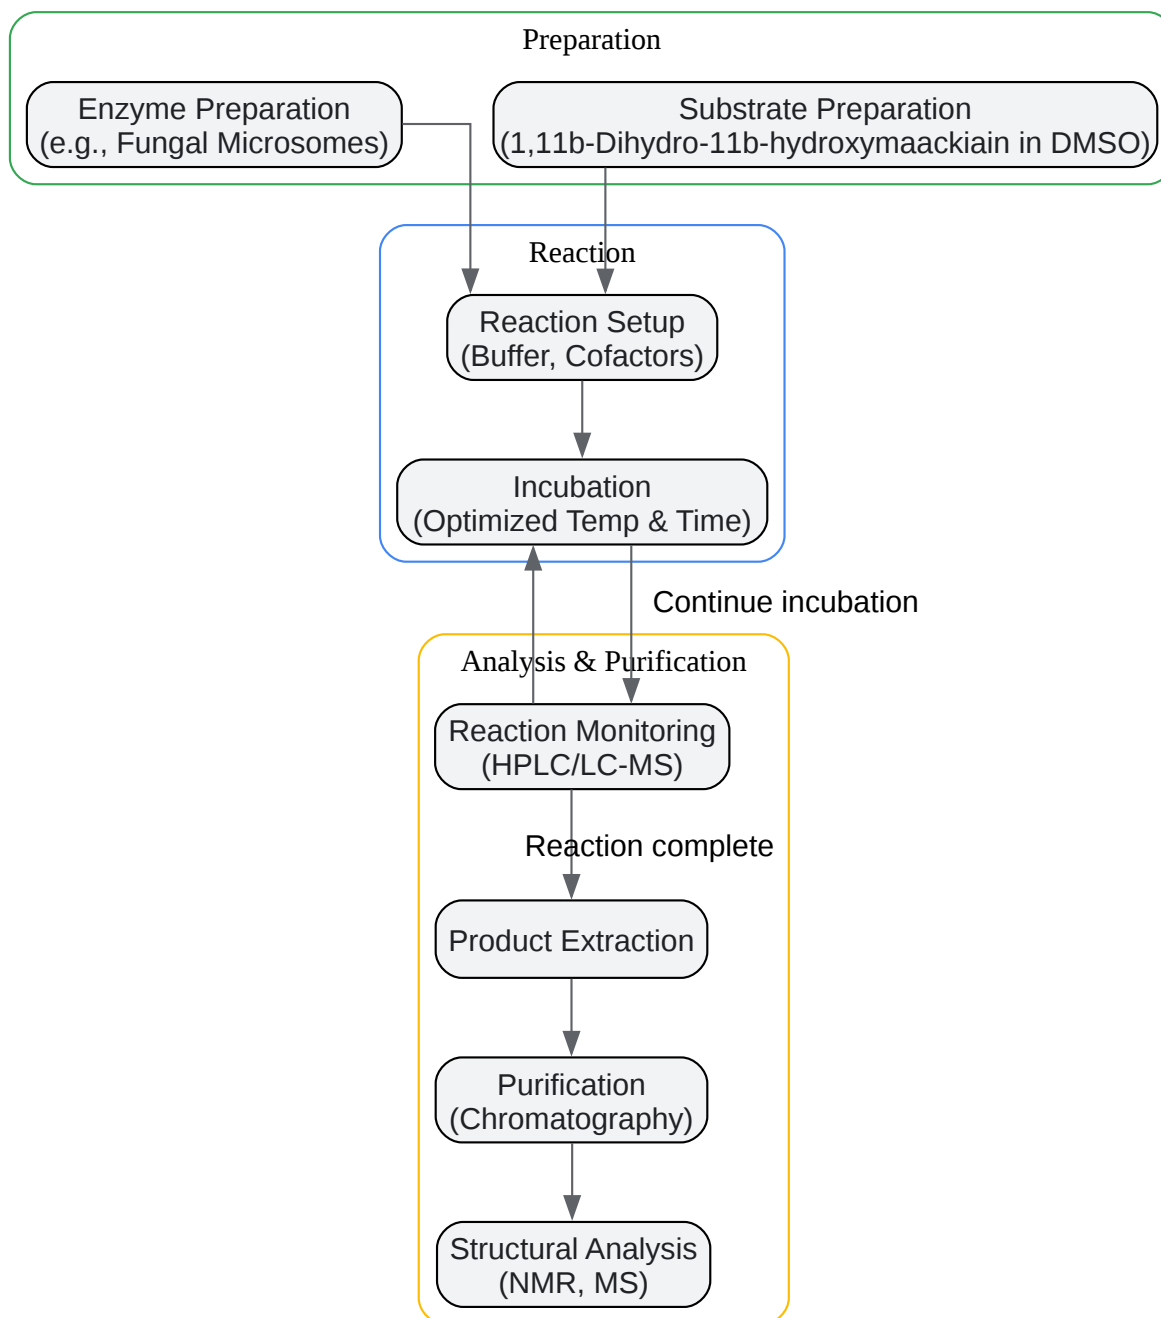 Preparation
Enzyme Preparation
(e.g., Fungal Microsomes)
Substrate Preparation
(1,11b-Dihydro-11b-hydroxymaackiain in DMSO)
Reaction
Reaction Setup
(Buffer, Cofactors)
Incubation
(Optimized Temp & Time)
Continue incubation
Analysis & Purification
Reaction Monitoring
(HPLC/LC-MS)
Reaction complete
Product Extraction
Purification
(Chromatography)
Structural Analysis
(NMR, MS)